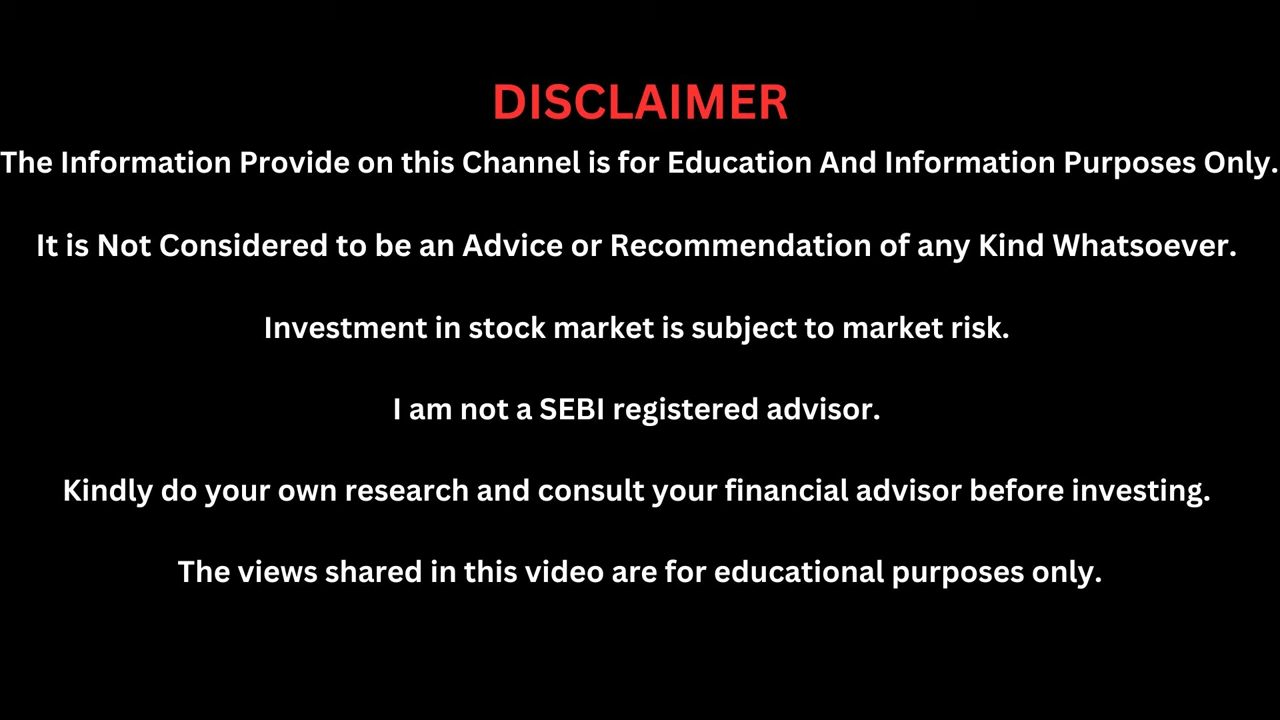 DISCLAIMER
The Information Provide on this Channel is for Education And Information Purposes Only.
It is Not Considered to be an Advice or Recommendation of any Kind Whatsoever.
Investment in stock market is subject to market risk.
I am not a SEBI registered advisor.
Kindly do your own research and consult your financial advisor before investing.
The views shared in this video are for educational purposes only.